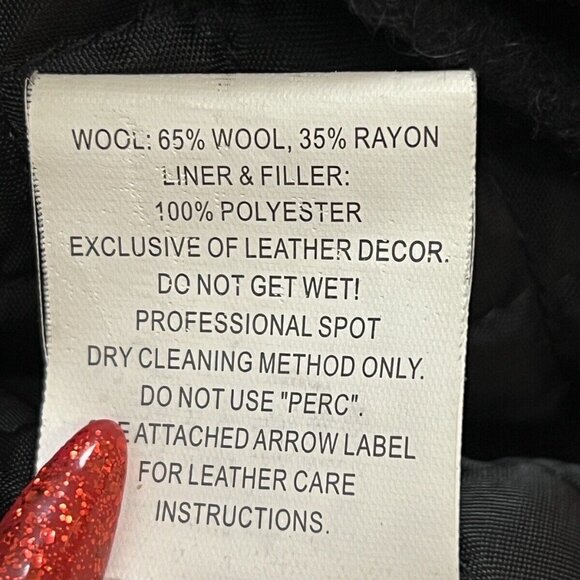 WOOL: 65% WOOL, 35% RAYON
LINER & FILLER:
100% POLYESTER
EXCLUSIVE OF LEATHER DECOR.
DO NOT GET WET!
PROFESSIONAL SPOT
DRY CLEANING METHOD ONLY.
DO NOT USE "PERC".
ATTACHED ARROW LABEL
FOR LEATHER CARE
INSTRUCTIONS.